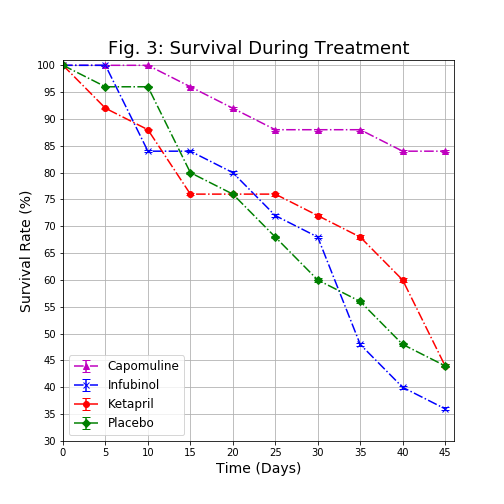 Fig. 3: Survival During Treatment
100
95
90
85
80
75
70
65
60
55
50
45
40
35
30
Survival Rate (%)
Capomuline
Infubinol
Ketapril
Placebo
0 5 10 15 20 25 30 35 40 45
Time (Days)